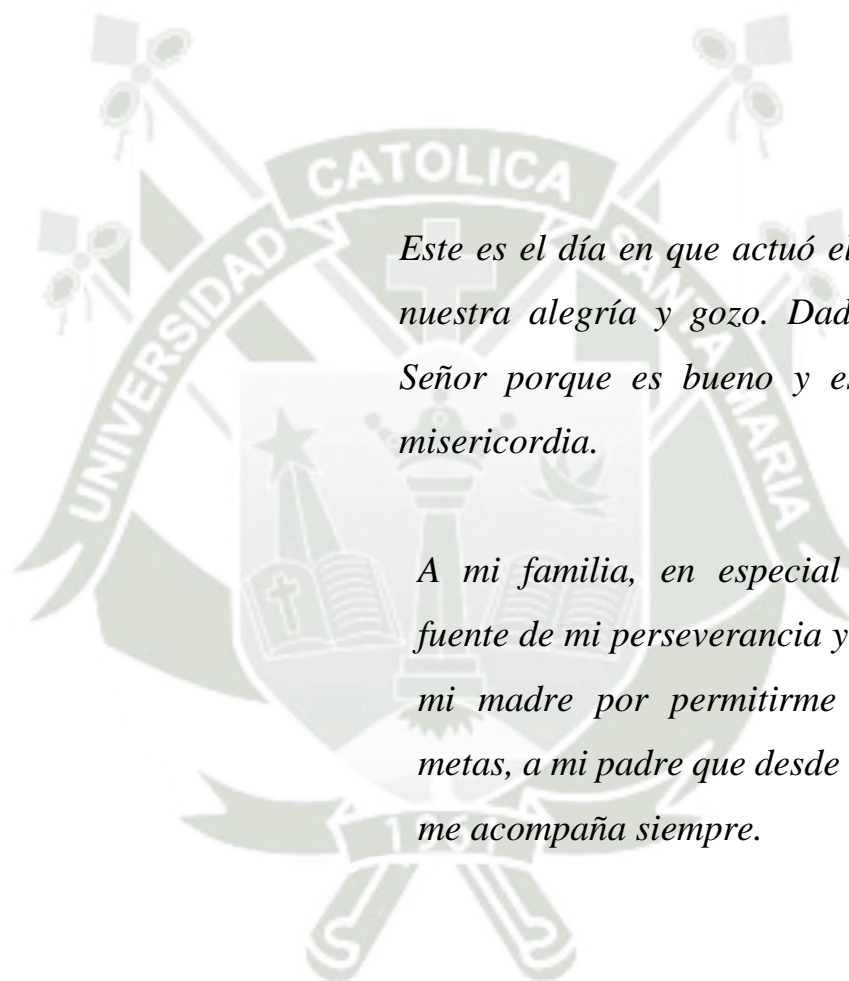 CATOLICA
UNIVERSIDAD
SANTA MARIA
Este es el día en que actuó el
nuestra alegría y gozo. Dad
Señor porque es bueno y es
misericordia.
A mi familia, en especial
fuente de mi perseverancia y
mi madre por permitirme
metas, a mi padre que desde
me acompaña siempre.
1961